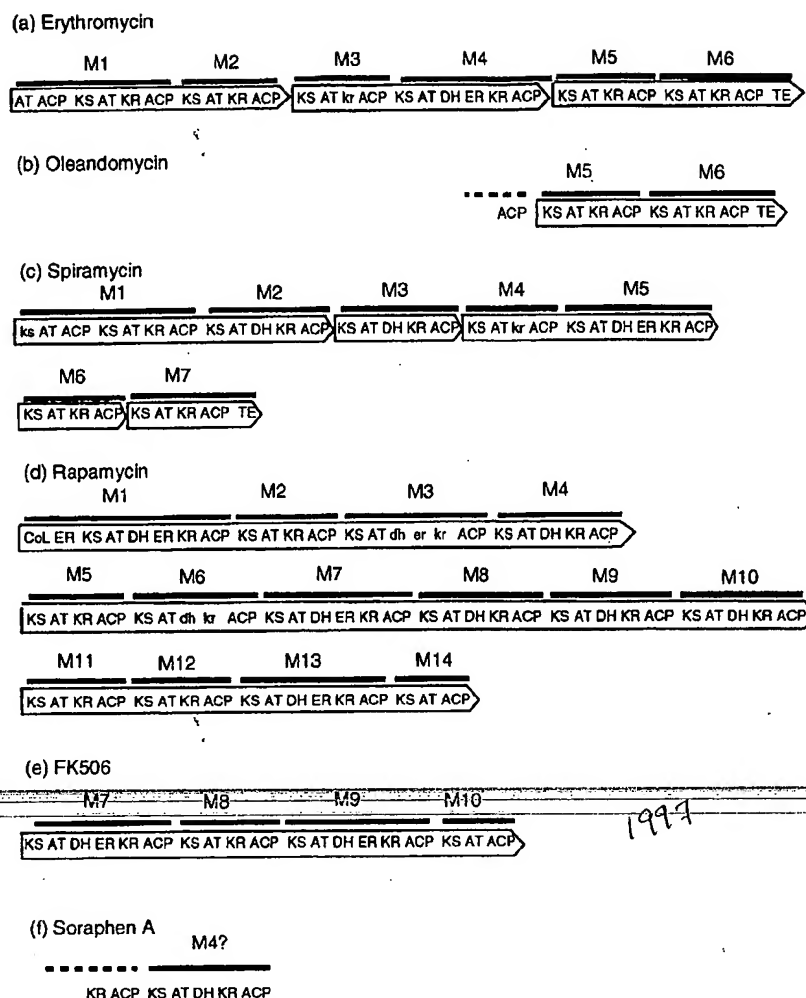 (a) Erythromycin
M1 M2 M3 M4 M5 M6
AT ACP KS AT KR ACP KS AT KR ACP KS AT kr ACP KS AT DH ER KR ACP KS AT KR ACP KS AT KR ACP TE
(b) Oleandomycin
M5 M6
ACP KS AT KR ACP KS AT KR ACP TE
(c) Spiramycin
M1 M2 M3 M4 M5
ks AT ACP KS AT KR ACP KS AT DH KR ACP KS AT DH KR ACP KS AT kr ACP KS AT DH ER KR ACP
M6 M7
KS AT KR ACP KS AT KR ACP TE
(d) Rapamycin
M1 M2 M3 M4
CoL ER KS AT DH ER KR ACP KS AT KR ACP KS AT dh er kr ACP KS AT DH KR ACP
M5 M6 M7 M8 M9 M10
KS AT KR ACP KS AT dh kr ACP KS AT DH ER KR ACP KS AT DH KR ACP KS AT DH KR ACP KS AT DH KR ACP
M11 M12 M13 M14
KS AT KR ACP KS AT KR ACP KS AT DH ER KR ACP KS AT ACP
(e) FK506
M7 M8 M9 M10
KS AT DH ER KR ACP KS AT KR ACP KS AT DH ER KR ACP KS AT ACP
1997
(f) Soraphen A
M4?
KR ACP KS AT DH KR ACP